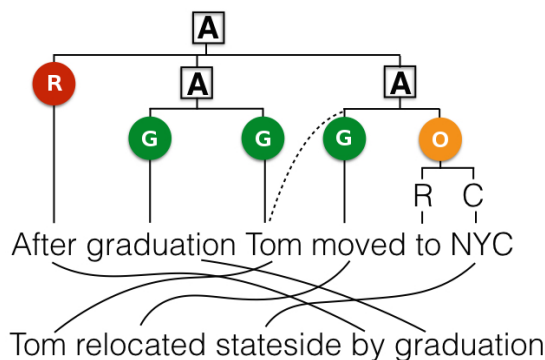 A
R A A
G G G O
R C
After graduation Tom moved to NYC
Tom relocated stateside by graduation